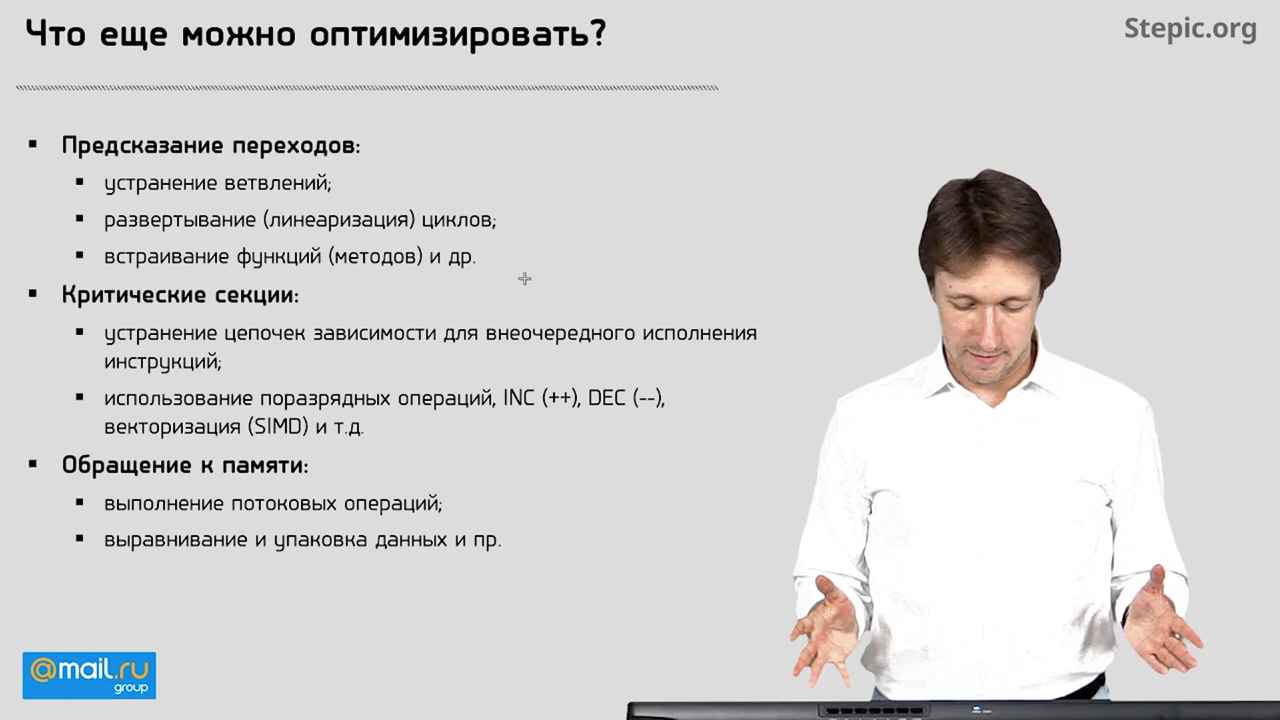 Что еще можно оптимизировать?
Stepic.org
Предсказание переходов:
устранение ветвлений;
развертывание (линеаризация) циклов;
встраивание функций (методов) и др.
Критические секции:
устранение цепочек зависимости для внеочередного исполнения
инструкций;
использование поразрядных операций, INC (++), DEC (--),
векторизация (SIMD) и т.д.
Обращение к памяти:
выполнение потоковых операций;
выравнивание и упаковка данных и пр.
@mail.ru
group